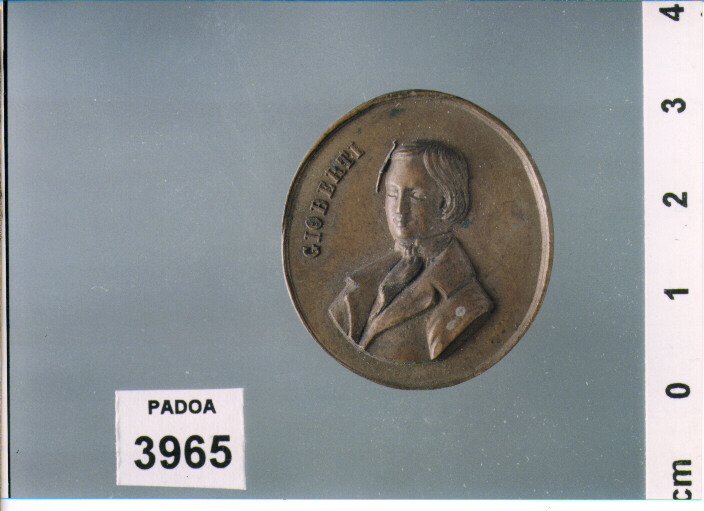 GIOBERTI
PADOA
3965
cm 0 1 2 3 4